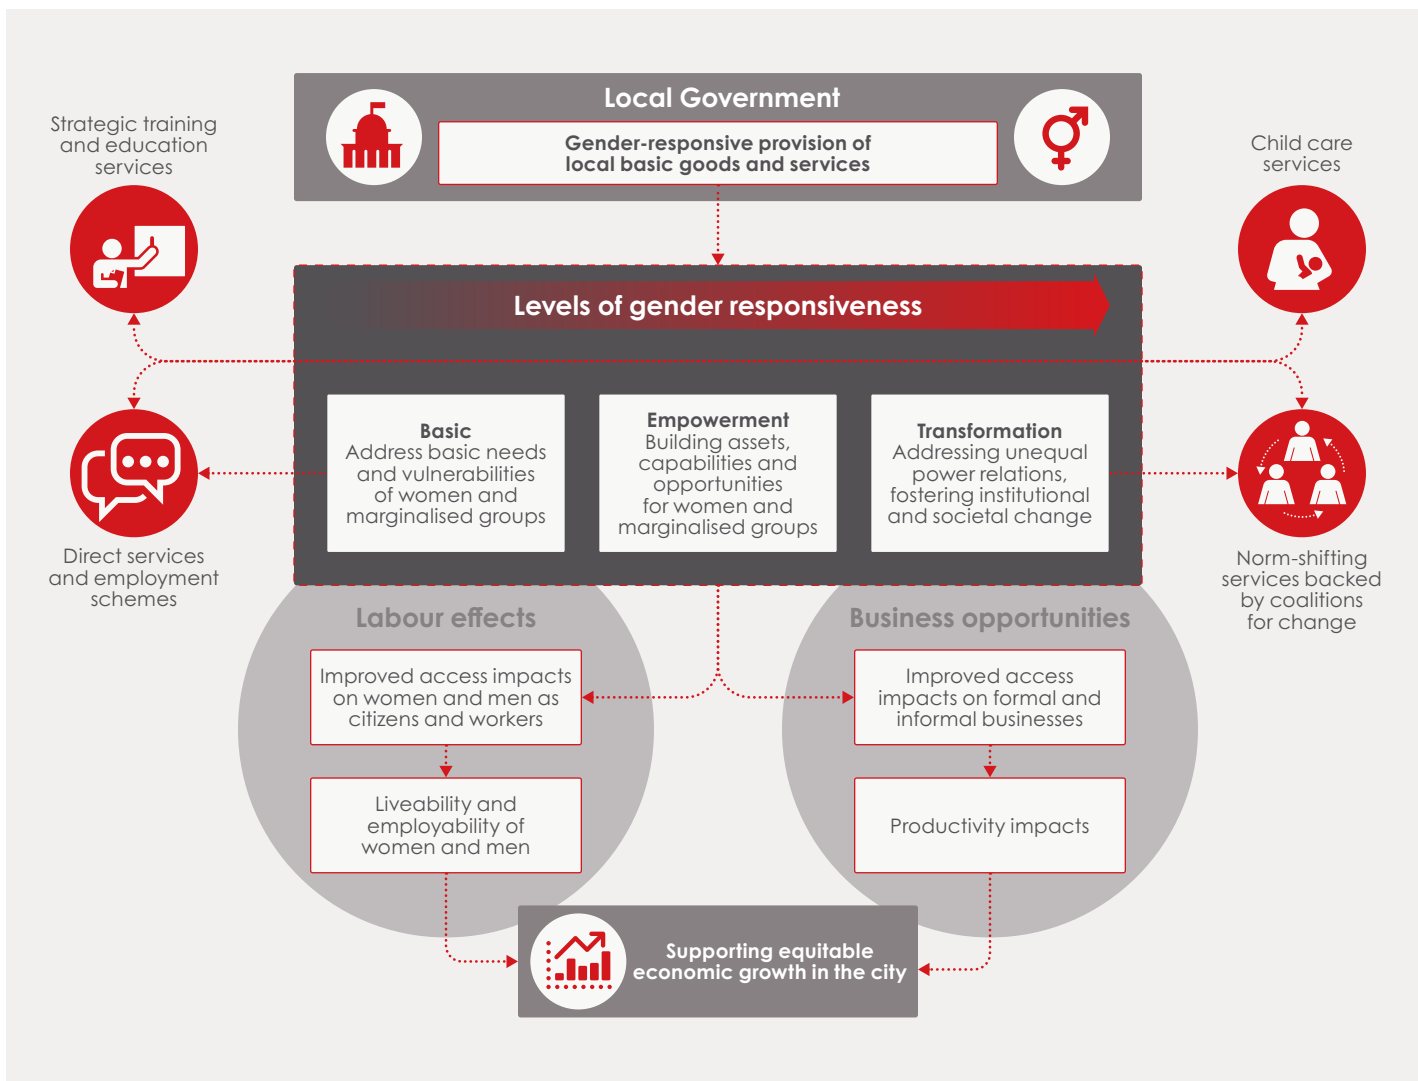 Local Government
Gender-responsive provision of
local basic goods and services
Strategic training
and education
services
Child care
services
Levels of gender responsiveness
Basic
Address basic needs
and vulnerabilities
of women and
marginalised groups
Empowerment
Building assets,
capabilities and
opportunities
for women and
marginalised groups
Transformation
Addressing unequal
power relations,
fostering institutional
and societal change
Direct services
and employment
schemes
Norm-shifting
services backed
by coalitions
for change
Labour effects
Improved access impacts
on women and men as
citizens and workers
Liveability and
employability of
women and men
Business opportunities
Improved access
impacts on formal and
informal businesses
Productivity impacts
Supporting equitable
economic growth in the city